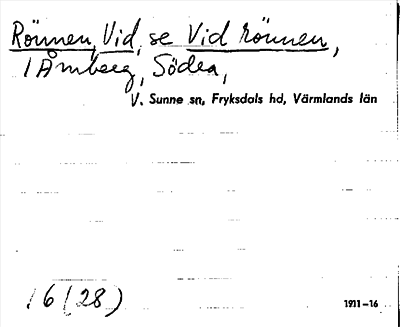 Rönnen, Vid, se Vid rönnen,
/ Åmberg, Södra,
V. Sunne sn, Fryksdals hd, Värmlands län
16 (28)
1911–16